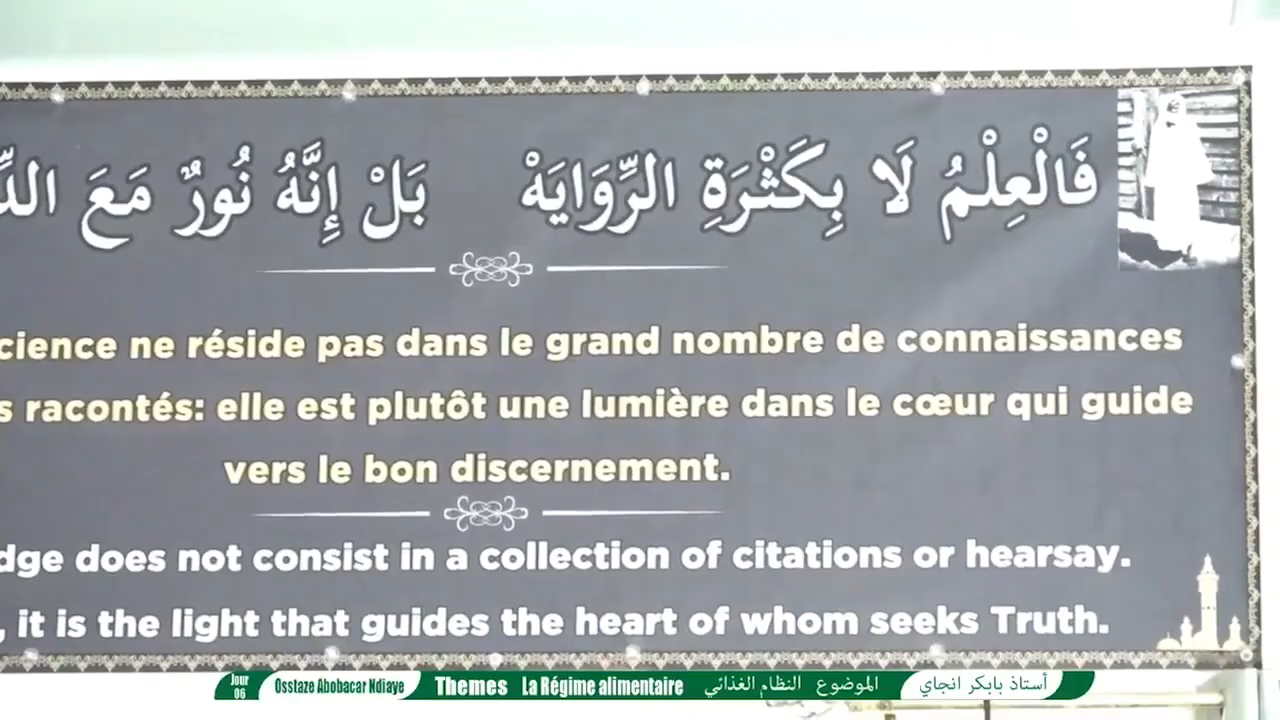 فَالْعِلْمُ لَا بِكَثْرَةِ الرِّوَايَهْ بَلْ إِنَّهُ نُورٌ مَعَ
ne réside pas dans le grand nombre de connaissances
racontés: elle est plutôt une lumière dans le cœur qui guide
vers le bon discernement.
does not consist in a collection of citations or hearsay.
, it is the light that guides the heart of whom seeks Truth.
Jour 06 Osstaze Abobacar Ndiaye Themes La Régime alimentaire الموضوع النظام الغذائي أستاذ بابكر انجاي